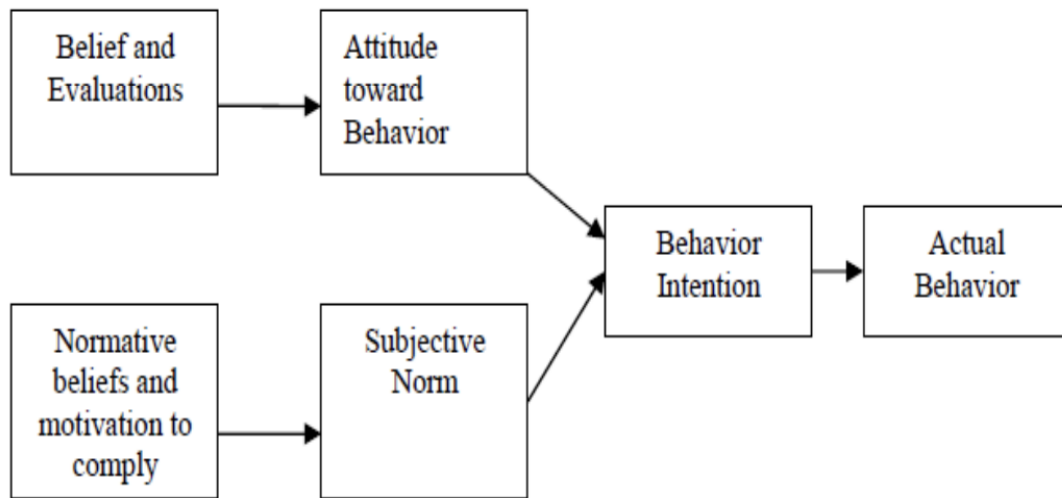 Belief and
Evaluations
Attitude
toward
Behavior
Behavior
Intention
Actual
Behavior
Normative
beliefs and
motivation to
comply
Subjective
Norm